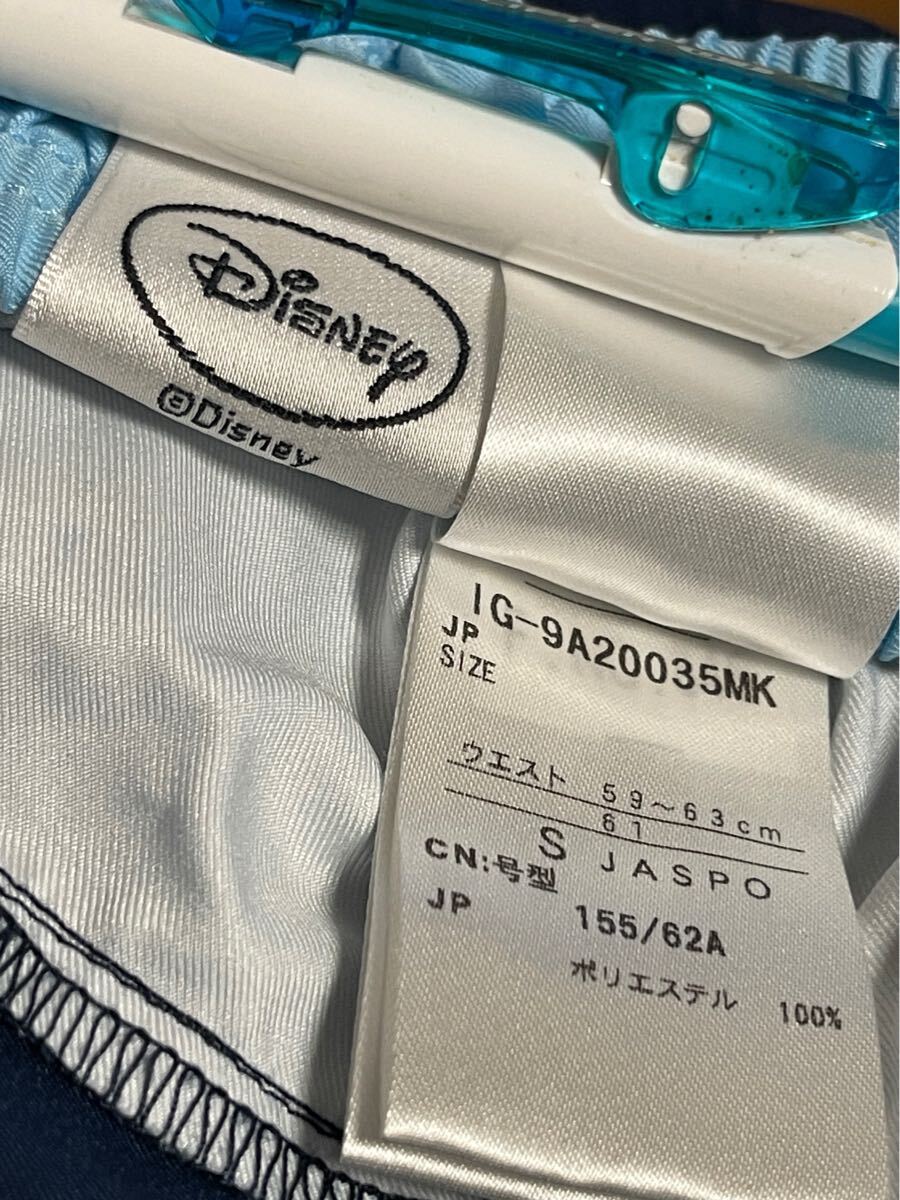 Disney
©Disney
IG-9A20035MK
JP
SIZE
ウエスト 59～63cm
61
S JASPO
CN:号型 155/62A
JP
ポリエステル 100%